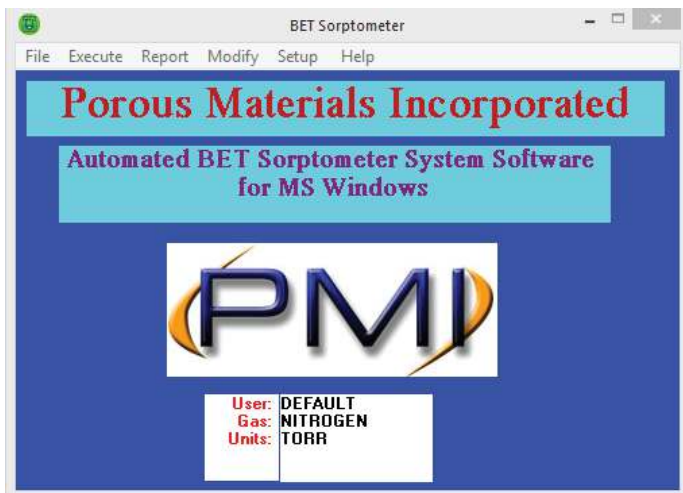 BET Sorptometer
File Execute Report Modify Setup Help
Porous Materials Incorporated
Automated BET Sorptometer System Software
for MS Windows
PMI
User: DEFAULT
Gas: NITROGEN
Units: TORR